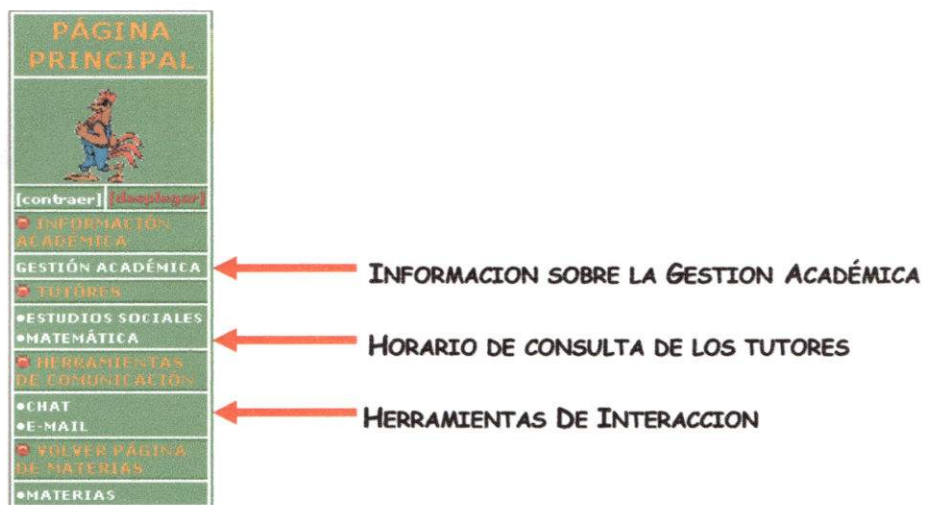 PÁGINA
PRINCIPAL
[contraer] [desplegar]
INFORMACIÓN
ACADÉMICA
GESTIÓN ACADÉMICA
INFORMACION SOBRE LA GESTION ACADÉMICA
TUTORES
•ESTUDIOS SOCIALES
•MATEMÁTICA
HORARIO DE CONSULTA DE LOS TUTORES
HERRAMIENTAS
DE COMUNICACIÓN
•CHAT
•E-MAIL
HERRAMIENTAS DE INTERACCION
VOLVER PÁGINA
DE MATERIAS
•MATERIAS